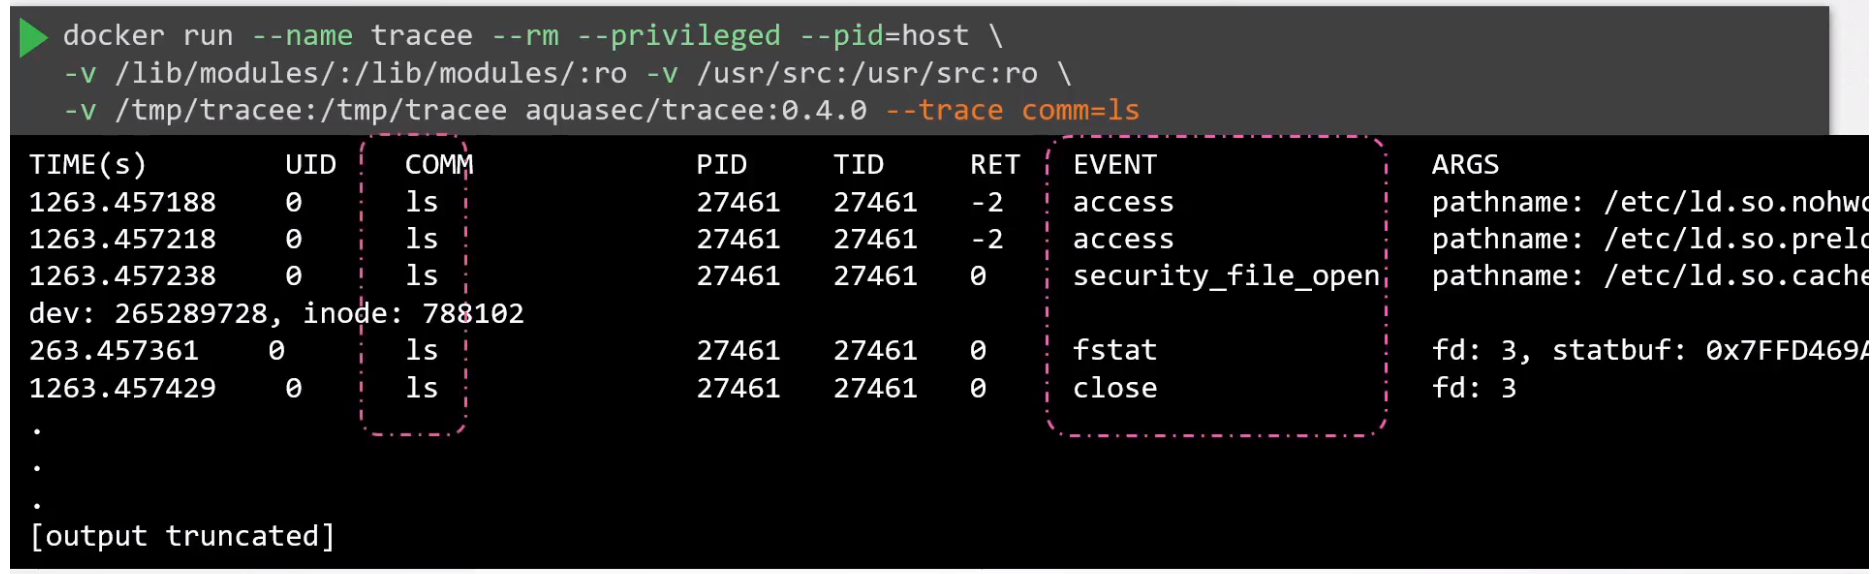 docker run --name tracee --rm --privileged --pid=host \
-v /lib/modules/:/lib/modules/:ro -v /usr/src:/usr/src:ro \
-v /tmp/tracee:/tmp/tracee aquasec/tracee:0.4.0 --trace comm=ls
TIME(s) UID COMM PID TID RET EVENT ARGS
1263.457188 0 ls 27461 27461 -2 access pathname: /etc/ld.so.nohwc
1263.457218 0 ls 27461 27461 -2 access pathname: /etc/ld.so.prelo
1263.457238 0 ls 27461 27461 0 security_file_open pathname: /etc/ld.so.cache
dev: 265289728, inode: 788102
263.457361 0 ls 27461 27461 0 fstat fd: 3, statbuf: 0x7FFD469A
1263.457429 0 ls 27461 27461 0 close fd: 3
.
.
.
[output truncated]